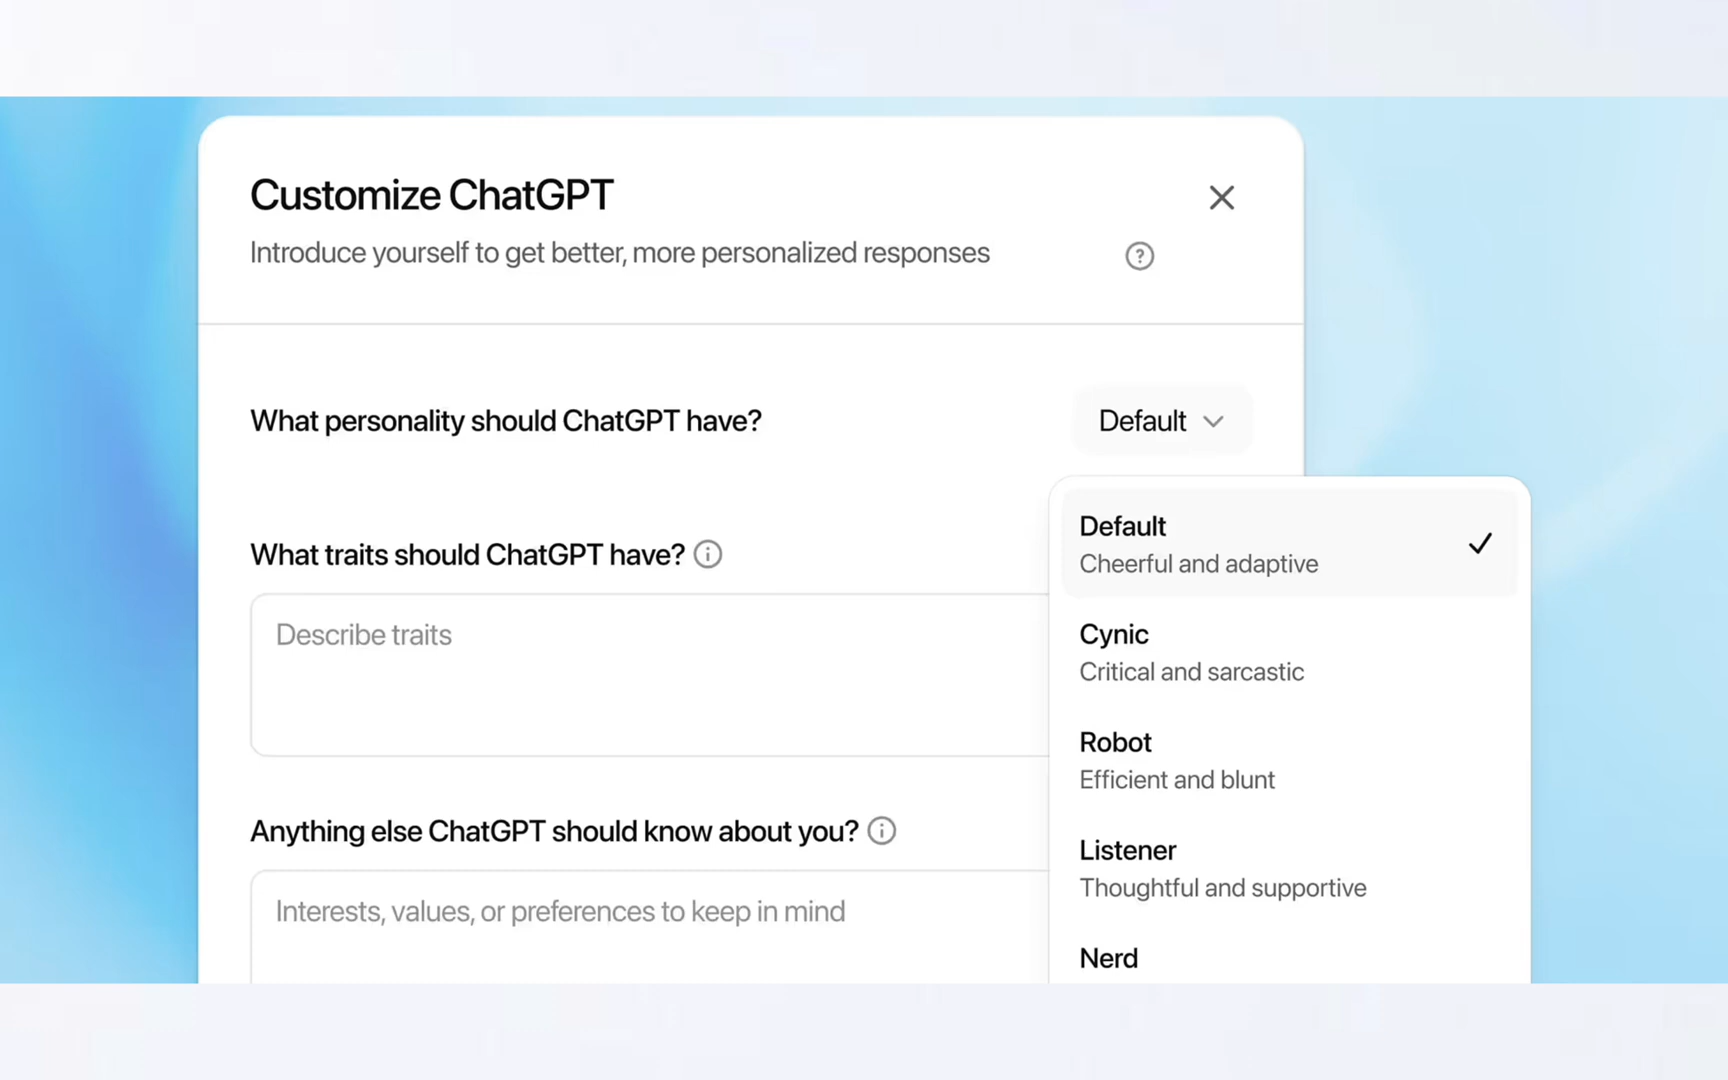 Customize ChatGPT
Introduce yourself to get better, more personalized responses
What personality should ChatGPT have?
Default
What traits should ChatGPT have?
Describe traits
Anything else ChatGPT should know about you?
Interests, values, or preferences to keep in mind
Default
Cheerful and adaptive
Cynic
Critical and sarcastic
Robot
Efficient and blunt
Listener
Thoughtful and supportive
Nerd